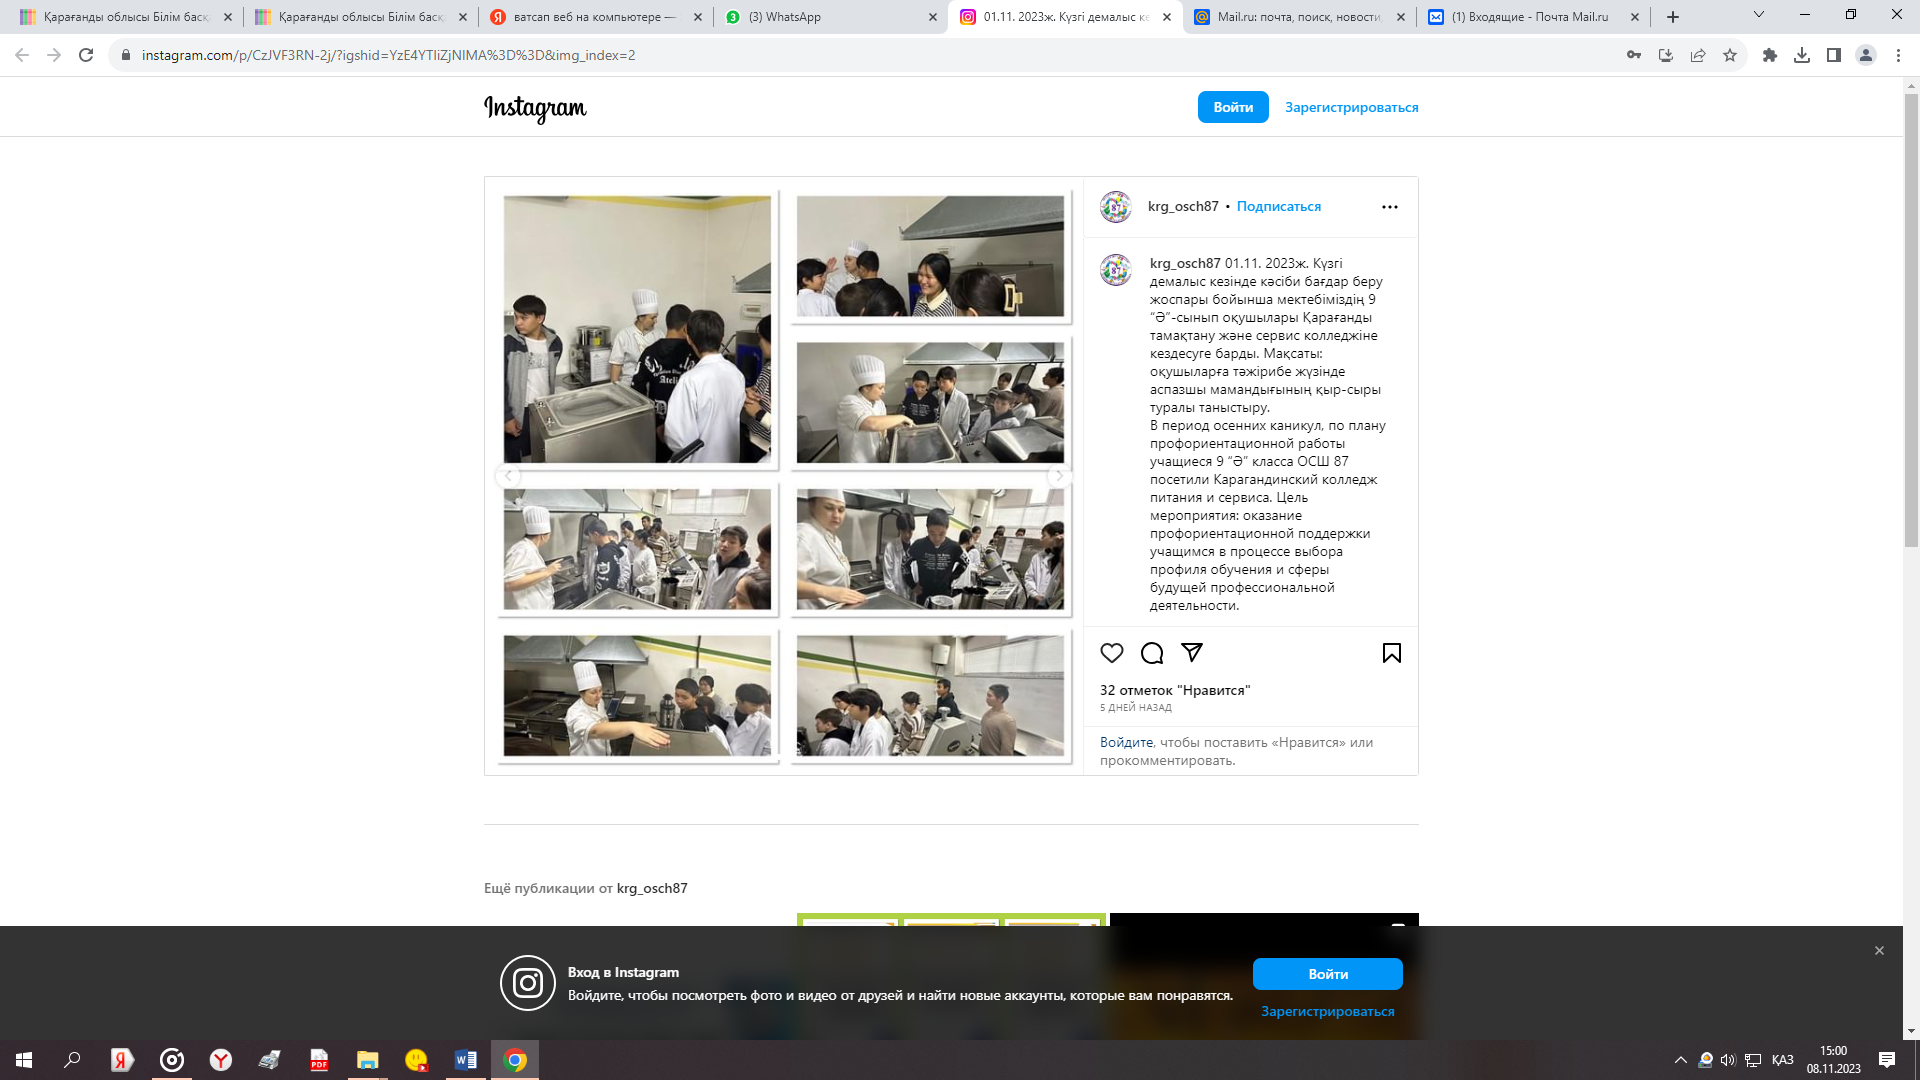 Қарағанды облысы Білім басқ
Қарағанды облысы Білім басқ
ватсап веб на компьютере —
(3) WhatsApp
01.11. 2023ж. Күзгі демалыс ке
Mail.ru: почта, поиск, новости,
(1) Входящие - Почта Mail.ru
instagram.com/p/CzJVF3RN-2j/?igshid=YzE4YTliZjNlMA%3D%3D&img_index=2
Instagram
Войти
Зарегистрироваться
krg_osch87 • Подписаться
krg_osch87 01.11. 2023ж. Күзгі
демалыс кезінде кәсіби бағдар беру
жоспары бойынша мектебіміздің 9
“Ә”-сынып оқушылары Қарағанды
тамақтану және сервис колледжіне
кездесуге барды. Мақсаты:
оқушыларға тәжірибе жүзінде
аспазшы мамандығының қыр-сыры
туралы таныстыру.
В период осенних каникул, по плану
профориентационной работы
учащиеся 9 “Ә” класса ОСШ 87
посетили Карагандинский колледж
питания и сервиса. Цель
мероприятия: оказание
профориентационной поддержки
учащимся в процессе выбора
профиля обучения и сферы
будущей профессиональной
деятельности.
32 отметок "Нравится"
5 ДНЕЙ НАЗАД
Войдите, чтобы поставить «Нравится» или
прокомментировать.
Ещё публикации от krg_osch87
Вход в Instagram
Войдите, чтобы посмотреть фото и видео от друзей и найти новые аккаунты, которые вам понравятся.
Войти
Зарегистрироваться
ҚАЗ
15:00
08.11.2023